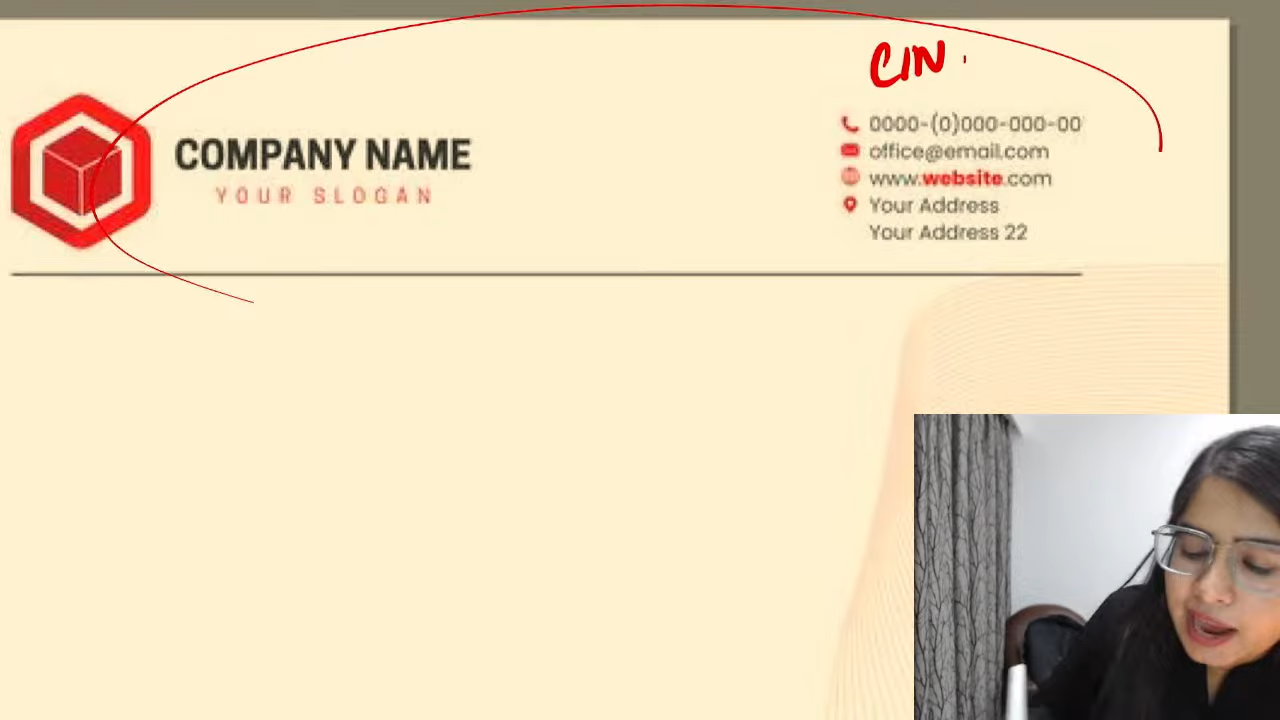 CIN
COMPANY NAME
YOUR SLOGAN
0000-(0)000-000-00
office@email.com
www.website.com
Your Address
Your Address 22